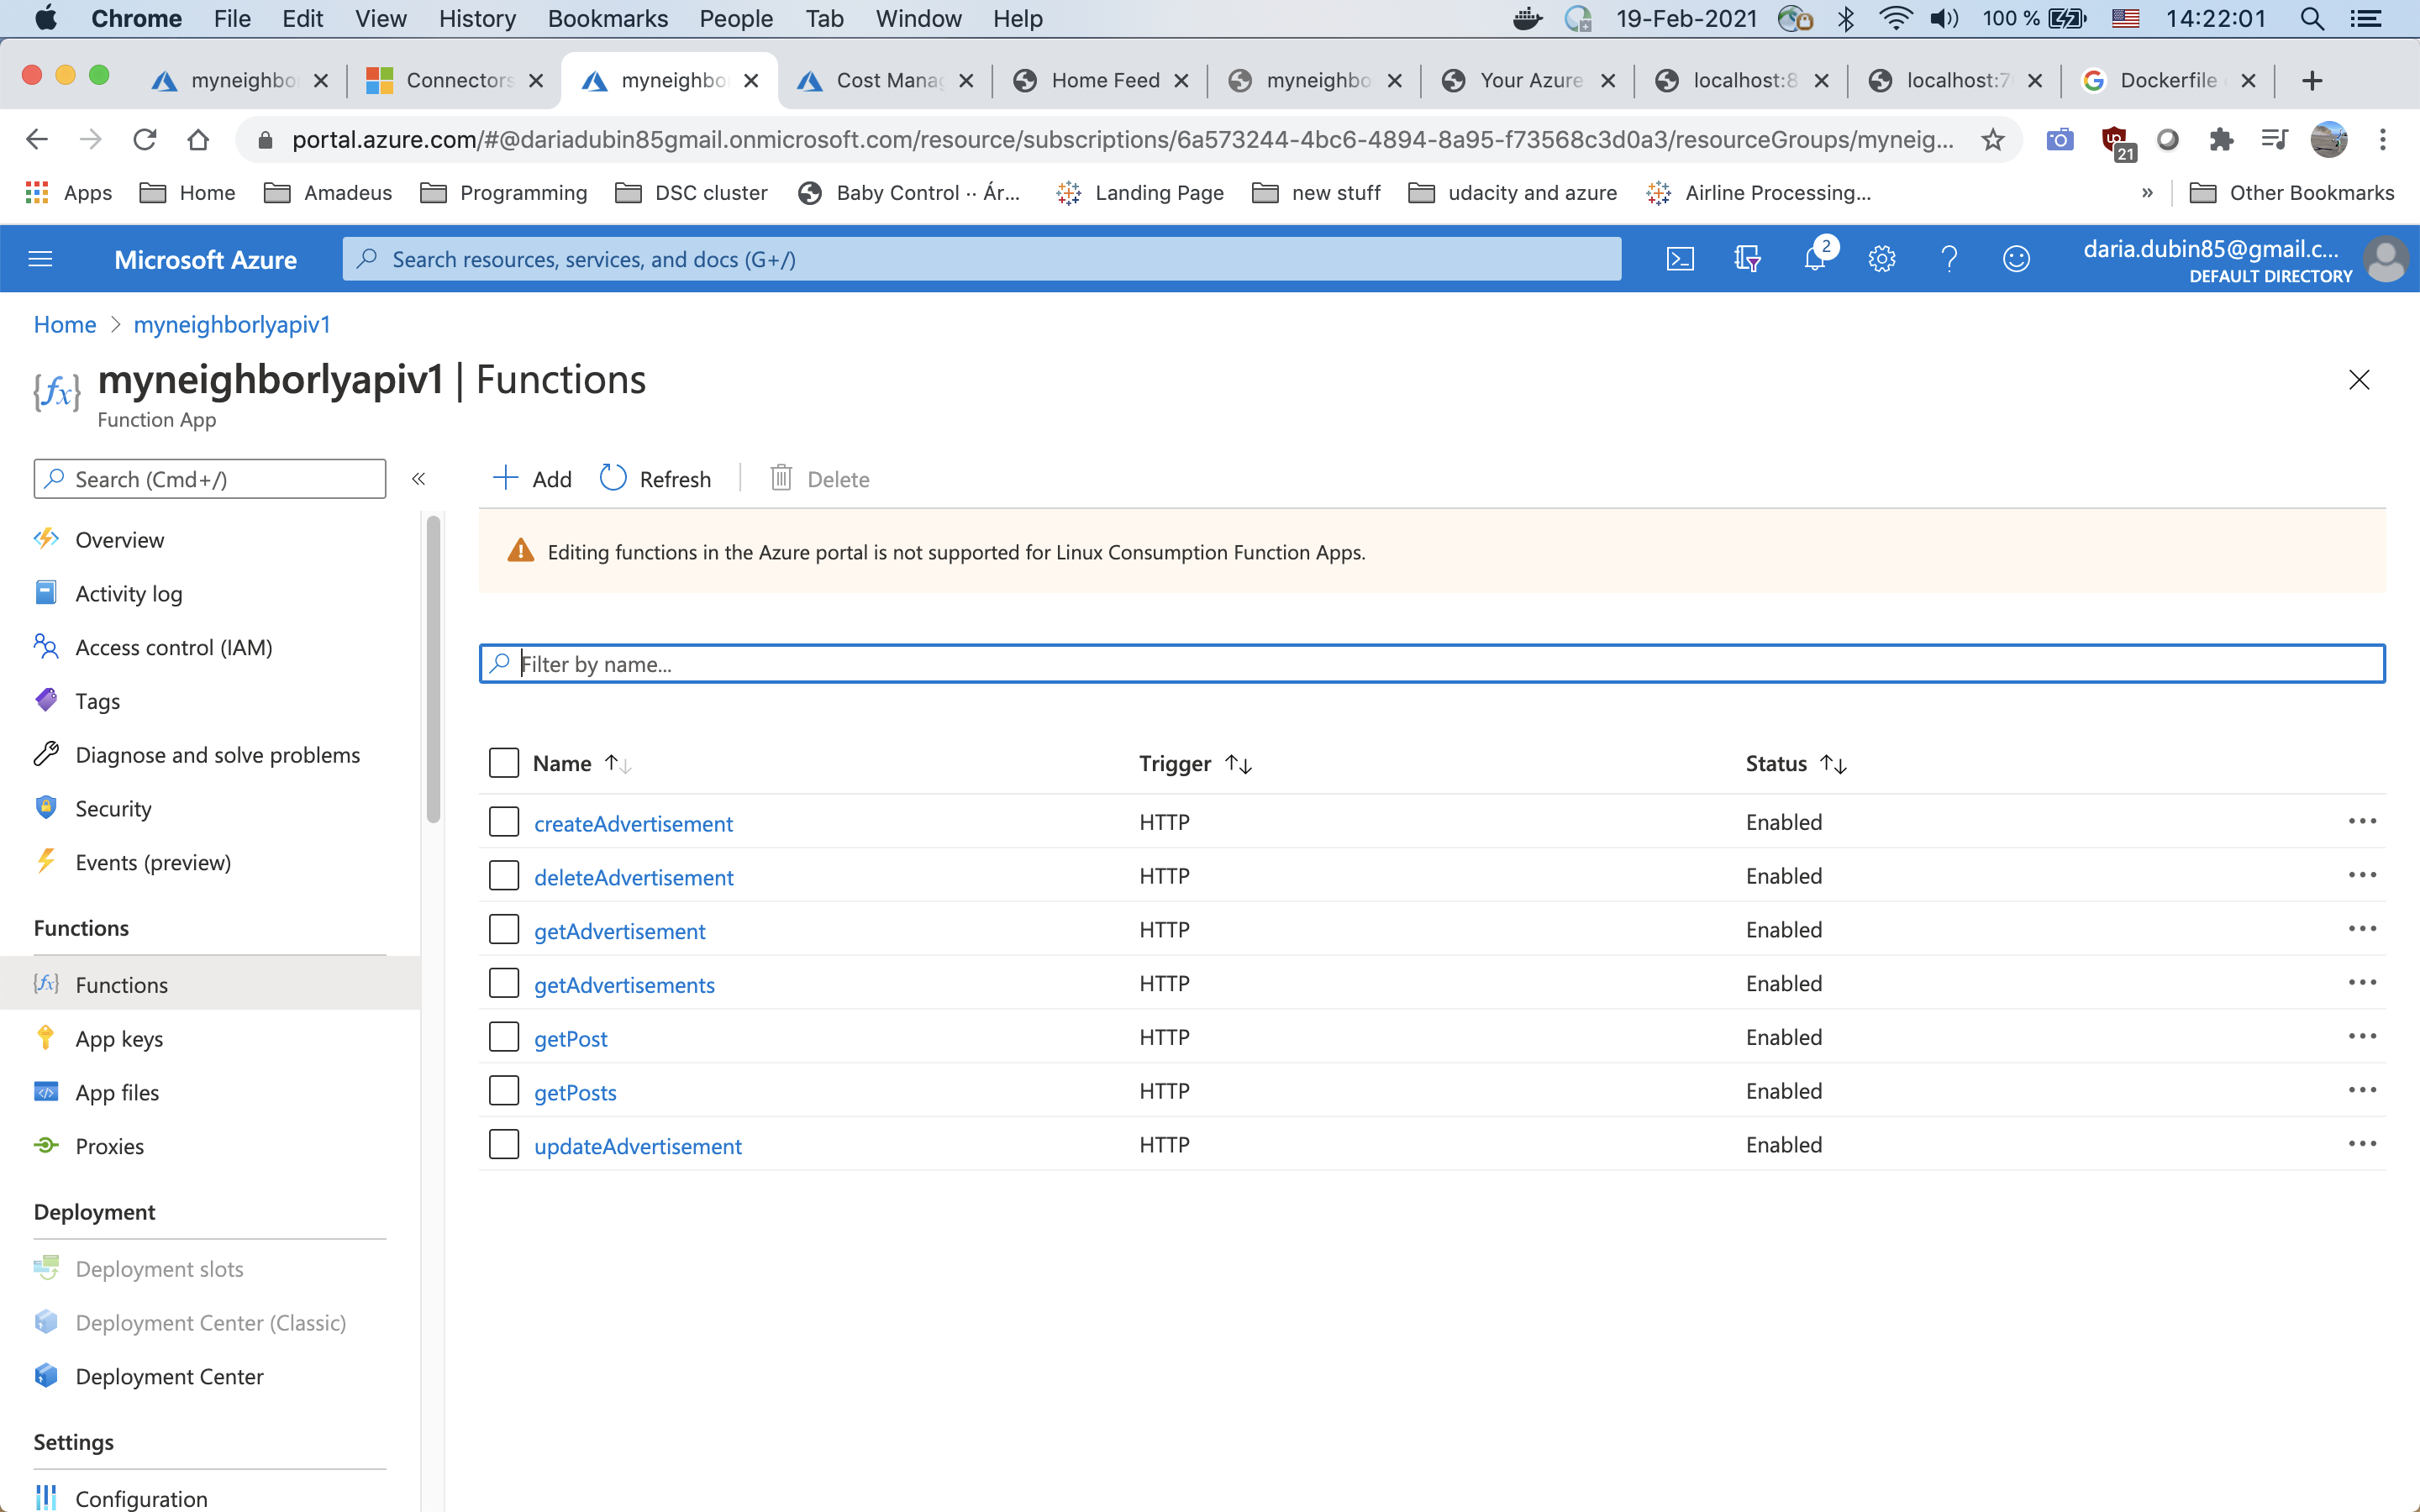 Chrome File Edit View History Bookmarks People Tab Window Help 19-Feb-2021 100 % 14:22:01
myneighbo Connectors myneighbo Cost Manag Home Feed myneighbo Your Azure localhost:8 localhost:7 Dockerfile
portal.azure.com/#@dariadubin85gmail.onmicrosoft.com/resource/subscriptions/6a573244-4bc6-4894-8a95-f73568c3d0a3/resourceGroups/myneig... 21
Apps Home Amadeus Programming DSC cluster Baby Control ·· Ár... Landing Page new stuff udacity and azure Airline Processing... » Other Bookmarks
Microsoft Azure Search resources, services, and docs (G+/) 2 daria.dubin85@gmail.c...
DEFAULT DIRECTORY
Home > myneighborlyapiv1
myneighborlyapiv1 | Functions
Function App
Search (Cmd+/) « Add Refresh Delete
Overview
Activity log
Access control (IAM)
Tags
Diagnose and solve problems
Security
Events (preview)
Functions
Functions
App keys
App files
Proxies
Deployment
Deployment slots
Deployment Center (Classic)
Deployment Center
Settings
Configuration
Editing functions in the Azure portal is not supported for Linux Consumption Function Apps.
Filter by name...
Name Trigger Status
createAdvertisement HTTP Enabled
deleteAdvertisement HTTP Enabled
getAdvertisement HTTP Enabled
getAdvertisements HTTP Enabled
getPost HTTP Enabled
getPosts HTTP Enabled
updateAdvertisement HTTP Enabled